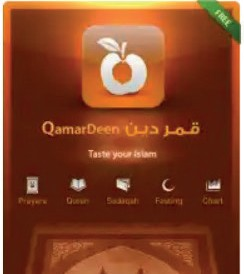 FREE
QamarDeen قمر دين
Taste your Islam
Prayers Quran Sadaqah Fasting Chart